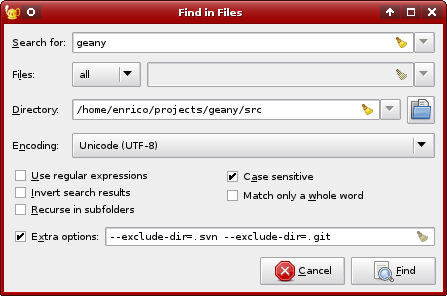 Find in Files
Search for: geany
Files: all
Directory: /home/enrico/projects/geany/src
Encoding: Unicode (UTF-8)
Use regular expressions
Case sensitive
Invert search results
Match only a whole word
Recurse in subfolders
Extra options: --exclude-dir=.svn --exclude-dir=.git
Cancel Find